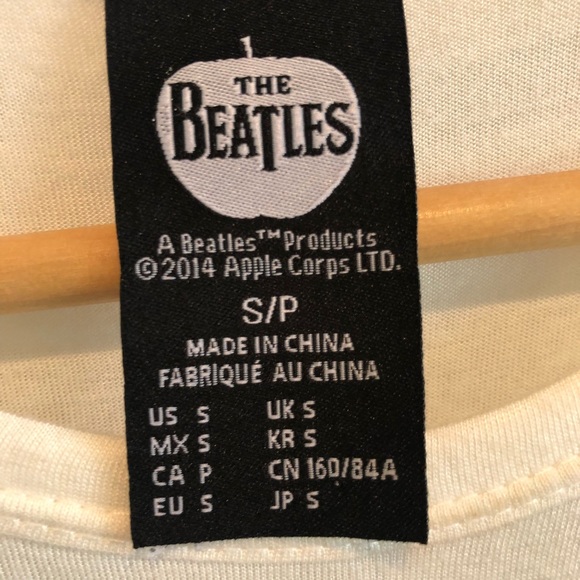 THE
BEATLES
A Beatles™ Products
©2014 Apple Corps LTD.
S/P
MADE IN CHINA
FABRIQUÉ AU CHINA
US S UK S
MX S KR S
CA P CN 160/84A
EU S JP S